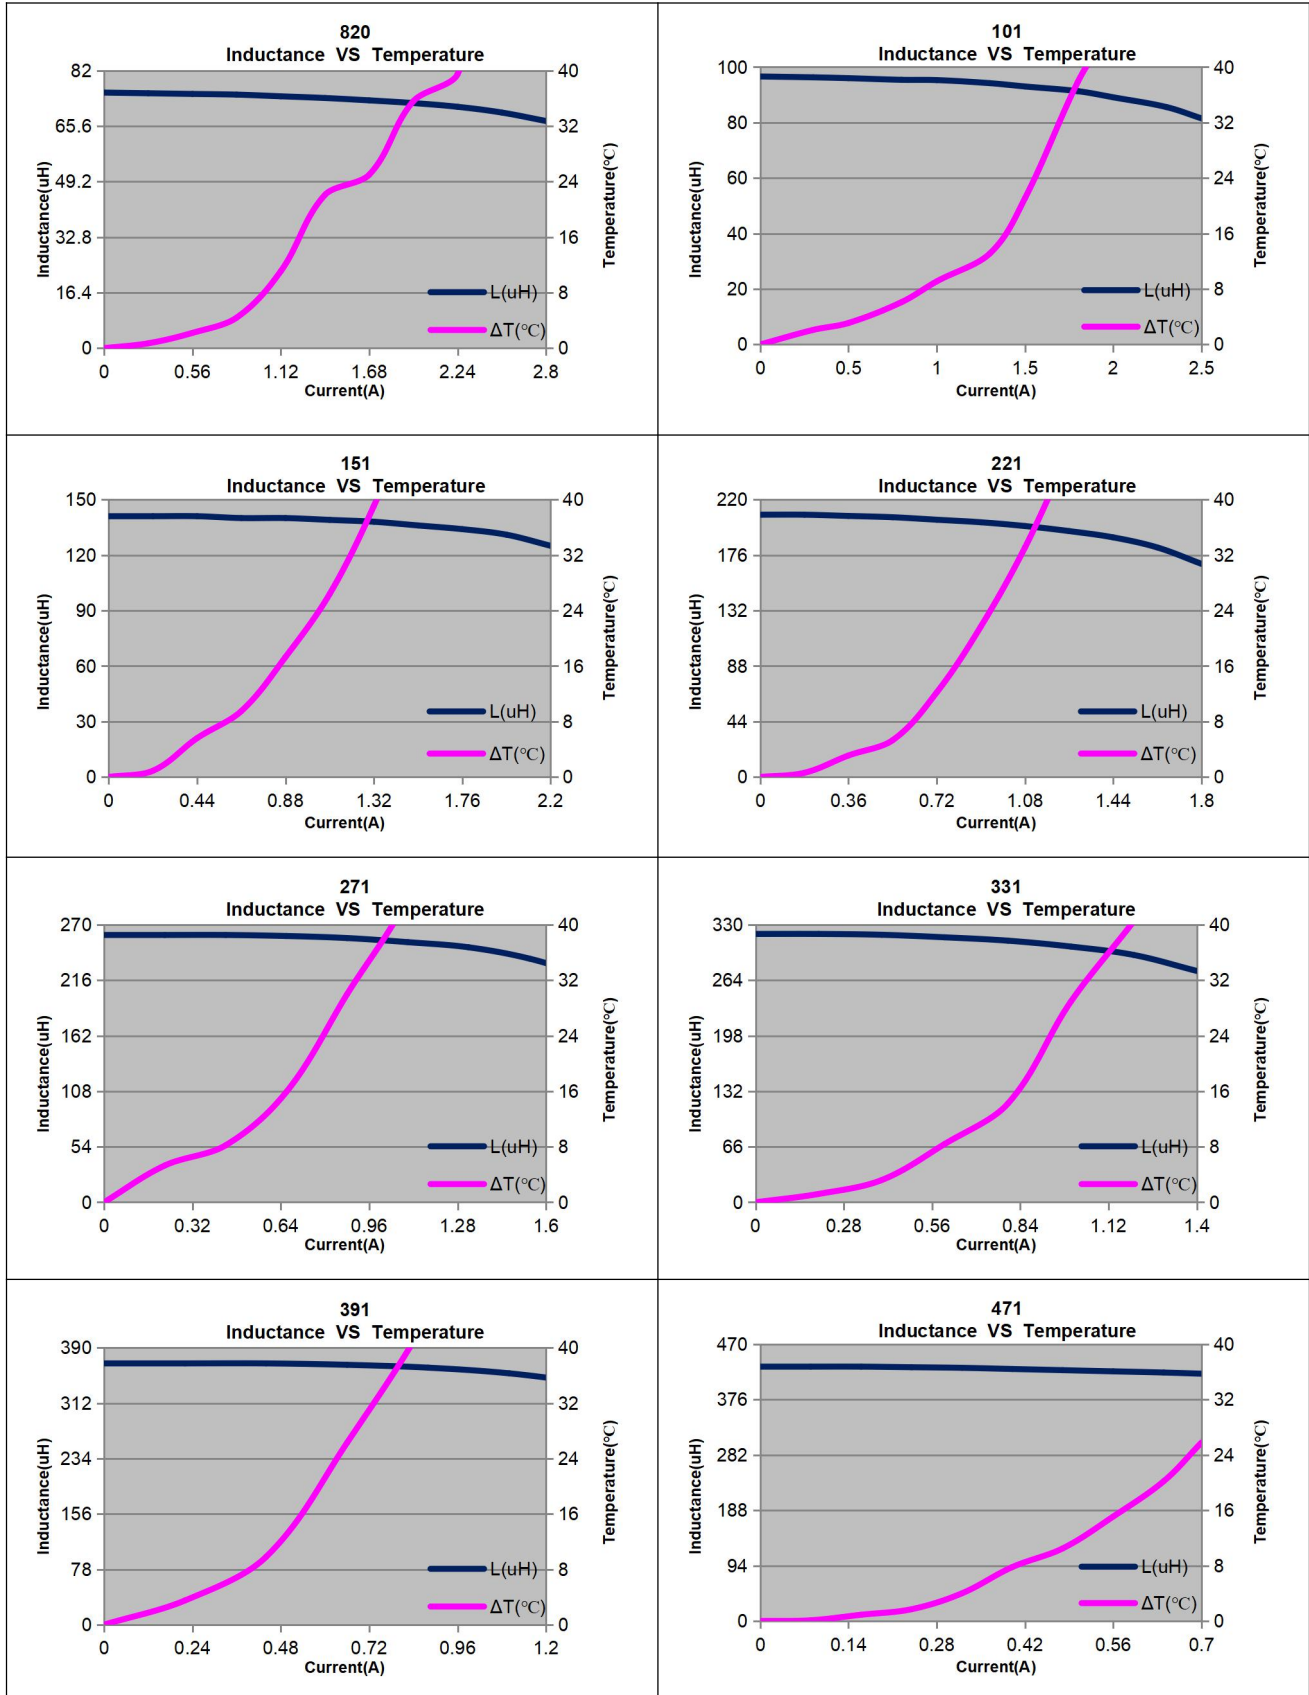 820
Inductance VS Temperature
82
65.6
49.2
32.8
16.4
0
40
32
24
16
8
0
Inductance(uH)
Temperature(℃)
L(uH)
ΔT(℃)
0 0.56 1.12 1.68 2.24 2.8
Current(A)
101
Inductance VS Temperature
100
80
60
40
20
0
40
32
24
16
8
0
Inductance(uH)
Temperature(℃)
L(uH)
ΔT(℃)
0 0.5 1 1.5 2 2.5
Current(A)
151
Inductance VS Temperature
150
120
90
60
30
0
40
32
24
16
8
0
Inductance(uH)
Temperature(℃)
L(uH)
ΔT(℃)
0 0.44 0.88 1.32 1.76 2.2
Current(A)
221
Inductance VS Temperature
220
176
132
88
44
0
40
32
24
16
8
0
Inductance(uH)
Temperature(℃)
L(uH)
ΔT(℃)
0 0.36 0.72 1.08 1.44 1.8
Current(A)
271
Inductance VS Temperature
270
216
162
108
54
0
40
32
24
16
8
0
Inductance(uH)
Temperature(℃)
L(uH)
ΔT(℃)
0 0.32 0.64 0.96 1.28 1.6
Current(A)
331
Inductance VS Temperature
330
264
198
132
66
0
40
32
24
16
8
0
Inductance(uH)
Temperature(℃)
L(uH)
ΔT(℃)
0 0.28 0.56 0.84 1.12 1.4
Current(A)
391
Inductance VS Temperature
390
312
234
156
78
0
40
32
24
16
8
0
Inductance(uH)
Temperature(℃)
L(uH)
ΔT(℃)
0 0.24 0.48 0.72 0.96 1.2
Current(A)
471
Inductance VS Temperature
470
376
282
188
94
0
40
32
24
16
8
0
Inductance(uH)
Temperature(℃)
L(uH)
ΔT(℃)
0 0.14 0.28 0.42 0.56 0.7
Current(A)